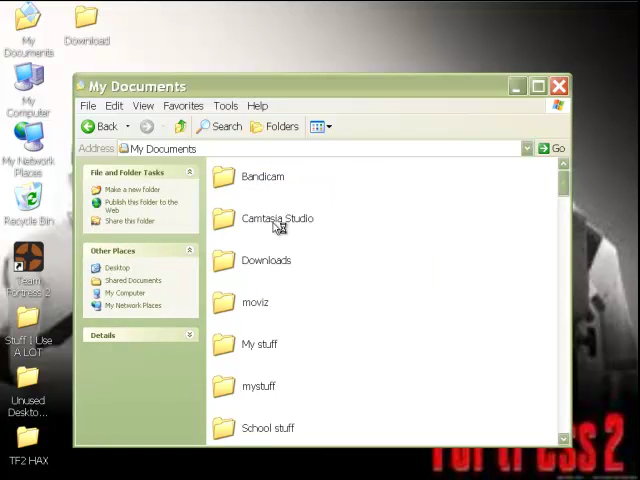 My Documents
Download
My Computer
My Network Places
Recycle Bin
Team Fortress 2
Stuff I Use A LOT
Unused Deskto...
TF2 HAX
My Documents
File Edit View Favorites Tools Help
Back Search Folders
Address My Documents Go
File and Folder Tasks
Make a new folder
Publish this folder to the Web
Share this folder
Other Places
Desktop
Shared Documents
My Computer
My Network Places
Details
Bandicam
Camtasia Studio
Downloads
moviz
My stuff
mystuff
School stuff